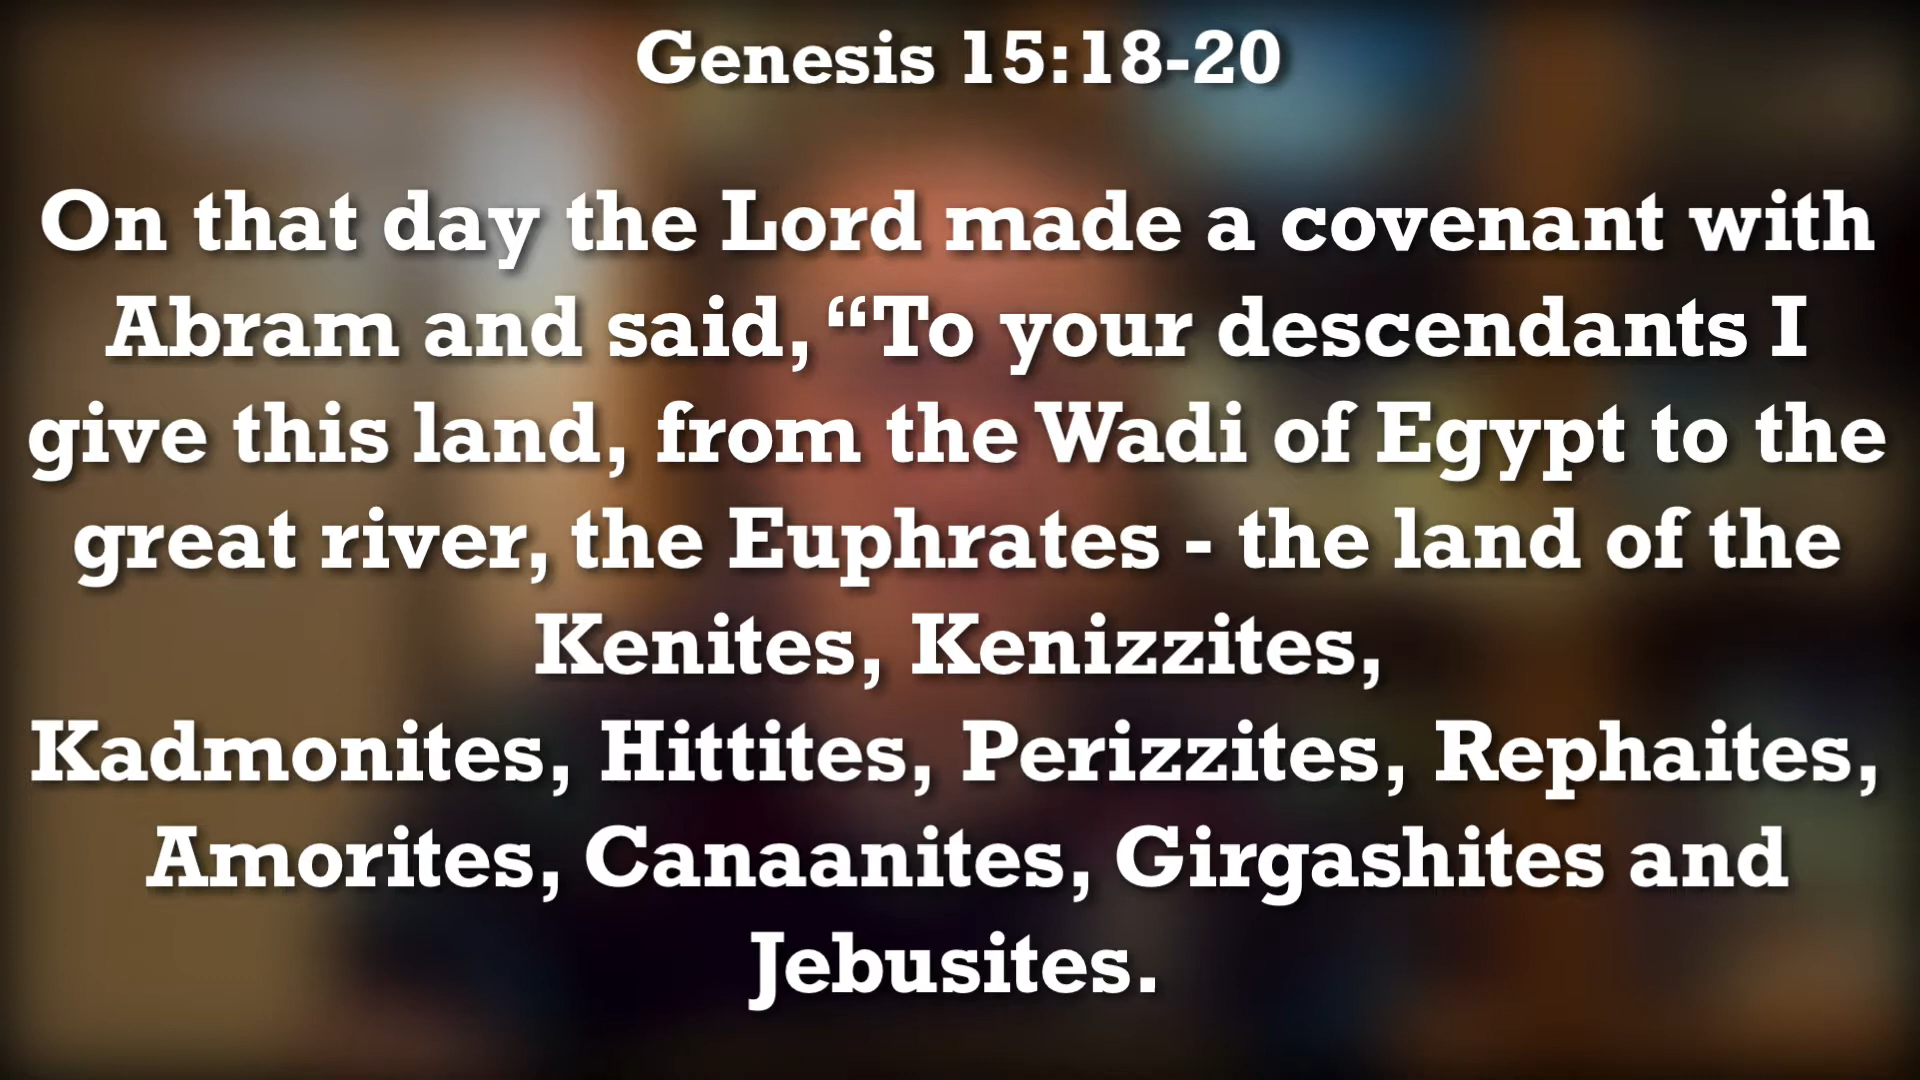 Genesis 15:18-20
On that day the Lord made a covenant with
Abram and said, “To your descendants I
give this land, from the Wadi of Egypt to the
great river, the Euphrates - the land of the
Kenites, Kenizzites,
Kadmonites, Hittites, Perizzites, Rephaites,
Amorites, Canaanites, Girgashites and
Jebusites.